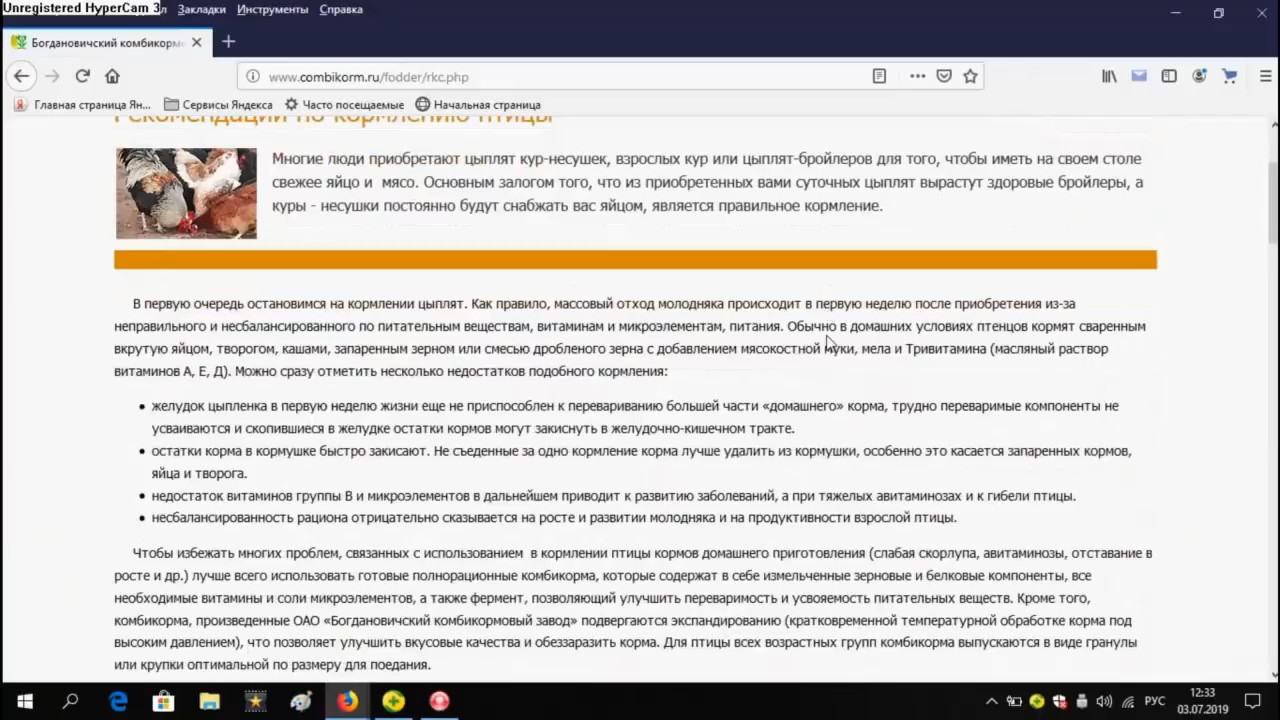 Unregistered HyperCam 3
Закладки Инструменты Справка
Богдановичский комбикорм
www.combikorm.ru/fodder/rkc.php
Главная страница Ян... Сервисы Яндекса Часто посещаемые Начальная страница
Рекомендации по кормлению птицы
Многие люди приобретают цыплят кур-несушек, взрослых кур или цыплят-бройлеров для того, чтобы иметь на своем столе
свежее яйцо и мясо. Основным залогом того, что из приобретенных вами суточных цыплят вырастут здоровые бройлеры, а
куры - несушки постоянно будут снабжать вас яйцом, является правильное кормление.
В первую очередь остановимся на кормлении цыплят. Как правило, массовый отход молодняка происходит в первую неделю после приобретения из-за
неправильного и несбалансированного по питательным веществам, витаминам и микроэлементам, питания. Обычно в домашних условиях птенцов кормят сваренным
вкрутую яйцом, творогом, кашами, запаренным зерном или смесью дробленого зерна с добавлением мясокостной муки, мела и Тривитамина (масляный раствор
витаминов А, Е, Д). Можно сразу отметить несколько недостатков подобного кормления:
• желудок цыпленка в первую неделю жизни еще не приспособлен к перевариванию большей части «домашнего» корма, трудно переваримые компоненты не
усваиваются и скопившиеся в желудке остатки кормов могут закиснуть в желудочно-кишечном тракте.
• остатки корма в кормушке быстро закисают. Не съеденные за одно кормление корма лучше удалить из кормушки, особенно это касается запаренных кормов,
яйца и творога.
• недостаток витаминов группы В и микроэлементов в дальнейшем приводит к развитию заболеваний, а при тяжелых авитаминозах и к гибели птицы.
• несбалансированность рациона отрицательно сказывается на росте и развитии молодняка и на продуктивности взрослой птицы.
Чтобы избежать многих проблем, связанных с использованием в кормлении птицы кормов домашнего приготовления (слабая скорлупа, авитаминозы, отставание в
росте и др.) лучше всего использовать готовые полнорационные комбикорма, которые содержат в себе измельченные зерновые и белковые компоненты, все
необходимые витамины и соли микроэлементов, а также фермент, позволяющий улучшить переваримость и усвояемость питательных веществ. Кроме того,
комбикорма, произведенные ОАО «Богдановичский комбикормовый завод» подвергаются экспандированию (кратковременной температурной обработке корма под
высоким давлением), что позволяет улучшить вкусовые качества и обеззаразить корма. Для птицы всех возрастных групп комбикорма выпускаются в виде гранулы
или крупки оптимальной по размеру для поедания.
РУС
12:33
03.07.2019